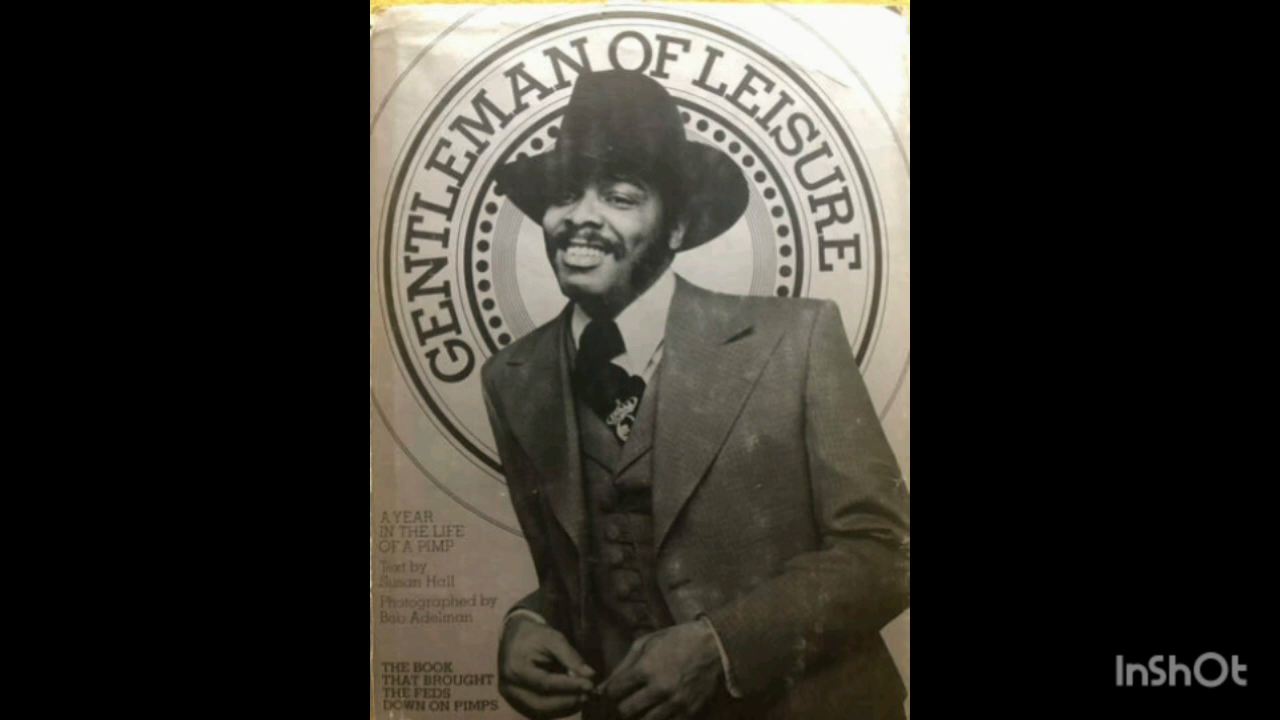 GENTLEMAN OF LEISURE
A YEAR
IN THE LIFE
OF A PIMP
Text by
Susan Hall
Photographed by
Bob Adelman
THE BOOK
THAT BROUGHT
THE FEDS
DOWN ON PIMPS
InShOt